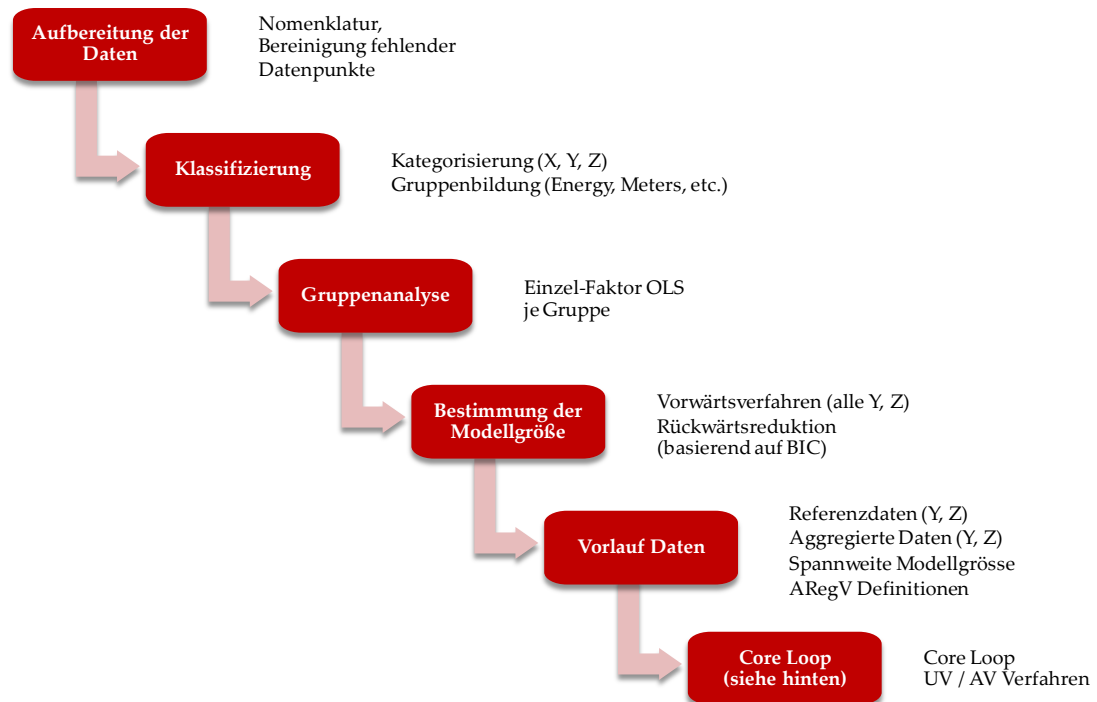 Aufbereitung der
Daten
Nomenklatur,
Bereinigung fehlender
Datenpunkte
Klassifizierung
Kategorisierung (X, Y, Z)
Gruppenbildung (Energy, Meters, etc.)
Gruppenanalyse
Einzel-Faktor OLS
je Gruppe
Bestimmung der
Modellgröße
Vorwärtsverfahren (alle Y, Z)
Rückwärtsreduktion
(basierend auf BIC)
Vorlauf Daten
Referenzdaten (Y, Z)
Aggregierte Daten (Y, Z)
Spannweite Modellgrösse
ARegV Definitionen
Core Loop
(siehe hinten)
Core Loop
UV / AV Verfahren